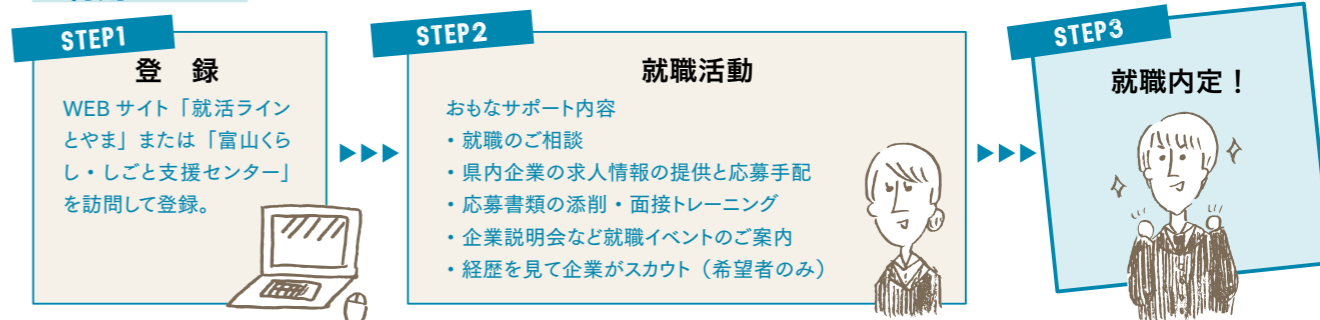 STEP1
登 録
WEB サイト「就活ライン
とやま」または「富山くら
し・しごと支援センター」
を訪問して登録。
STEP2
就職活動
おもなサポート内容
・就職のご相談
・県内企業の求人情報の提供と応募手配
・応募書類の添削・面接トレーニング
・企業説明会など就職イベントのご案内
・経歴を見て企業がスカウト（希望者のみ）
STEP3
就職内定！